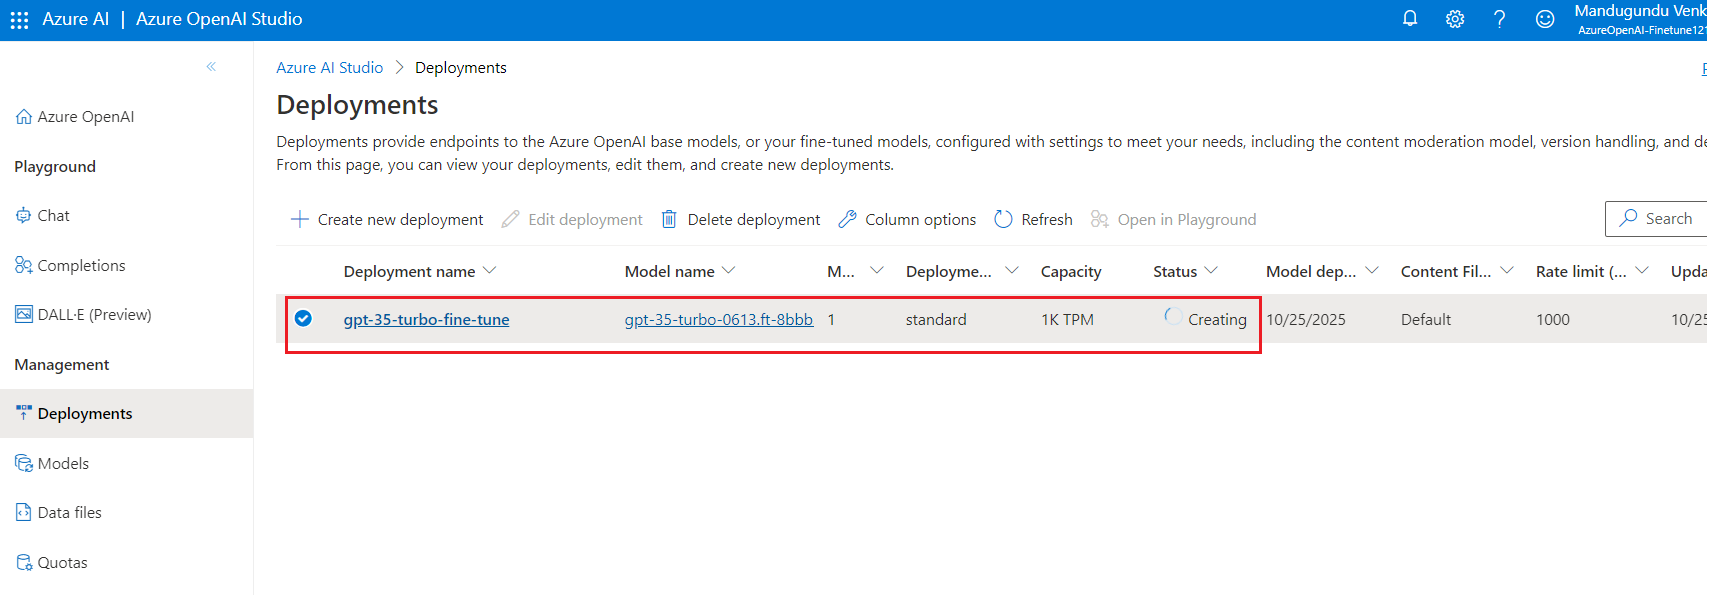 Azure AI | Azure OpenAI Studio
Mandugundu Venk
AzureOpenAI-Finetune121
Azure AI Studio > Deployments
Deployments
Deployments provide endpoints to the Azure OpenAI base models, or your fine-tuned models, configured with settings to meet your needs, including the content moderation model, version handling, and de
From this page, you can view your deployments, edit them, and create new deployments.
Create new deployment Edit deployment Delete deployment Column options Refresh Open in Playground Search
Deployment name Model name M... Deployme... Capacity Status Model dep... Content Fil... Rate limit (... Upda
gpt-35-turbo-fine-tune gpt-35-turbo-0613.ft-8bbb 1 standard 1K TPM Creating 10/25/2025 Default 1000 10/25
Azure OpenAI
Playground
Chat
Completions
DALL·E (Preview)
Management
Deployments
Models
Data files
Quotas